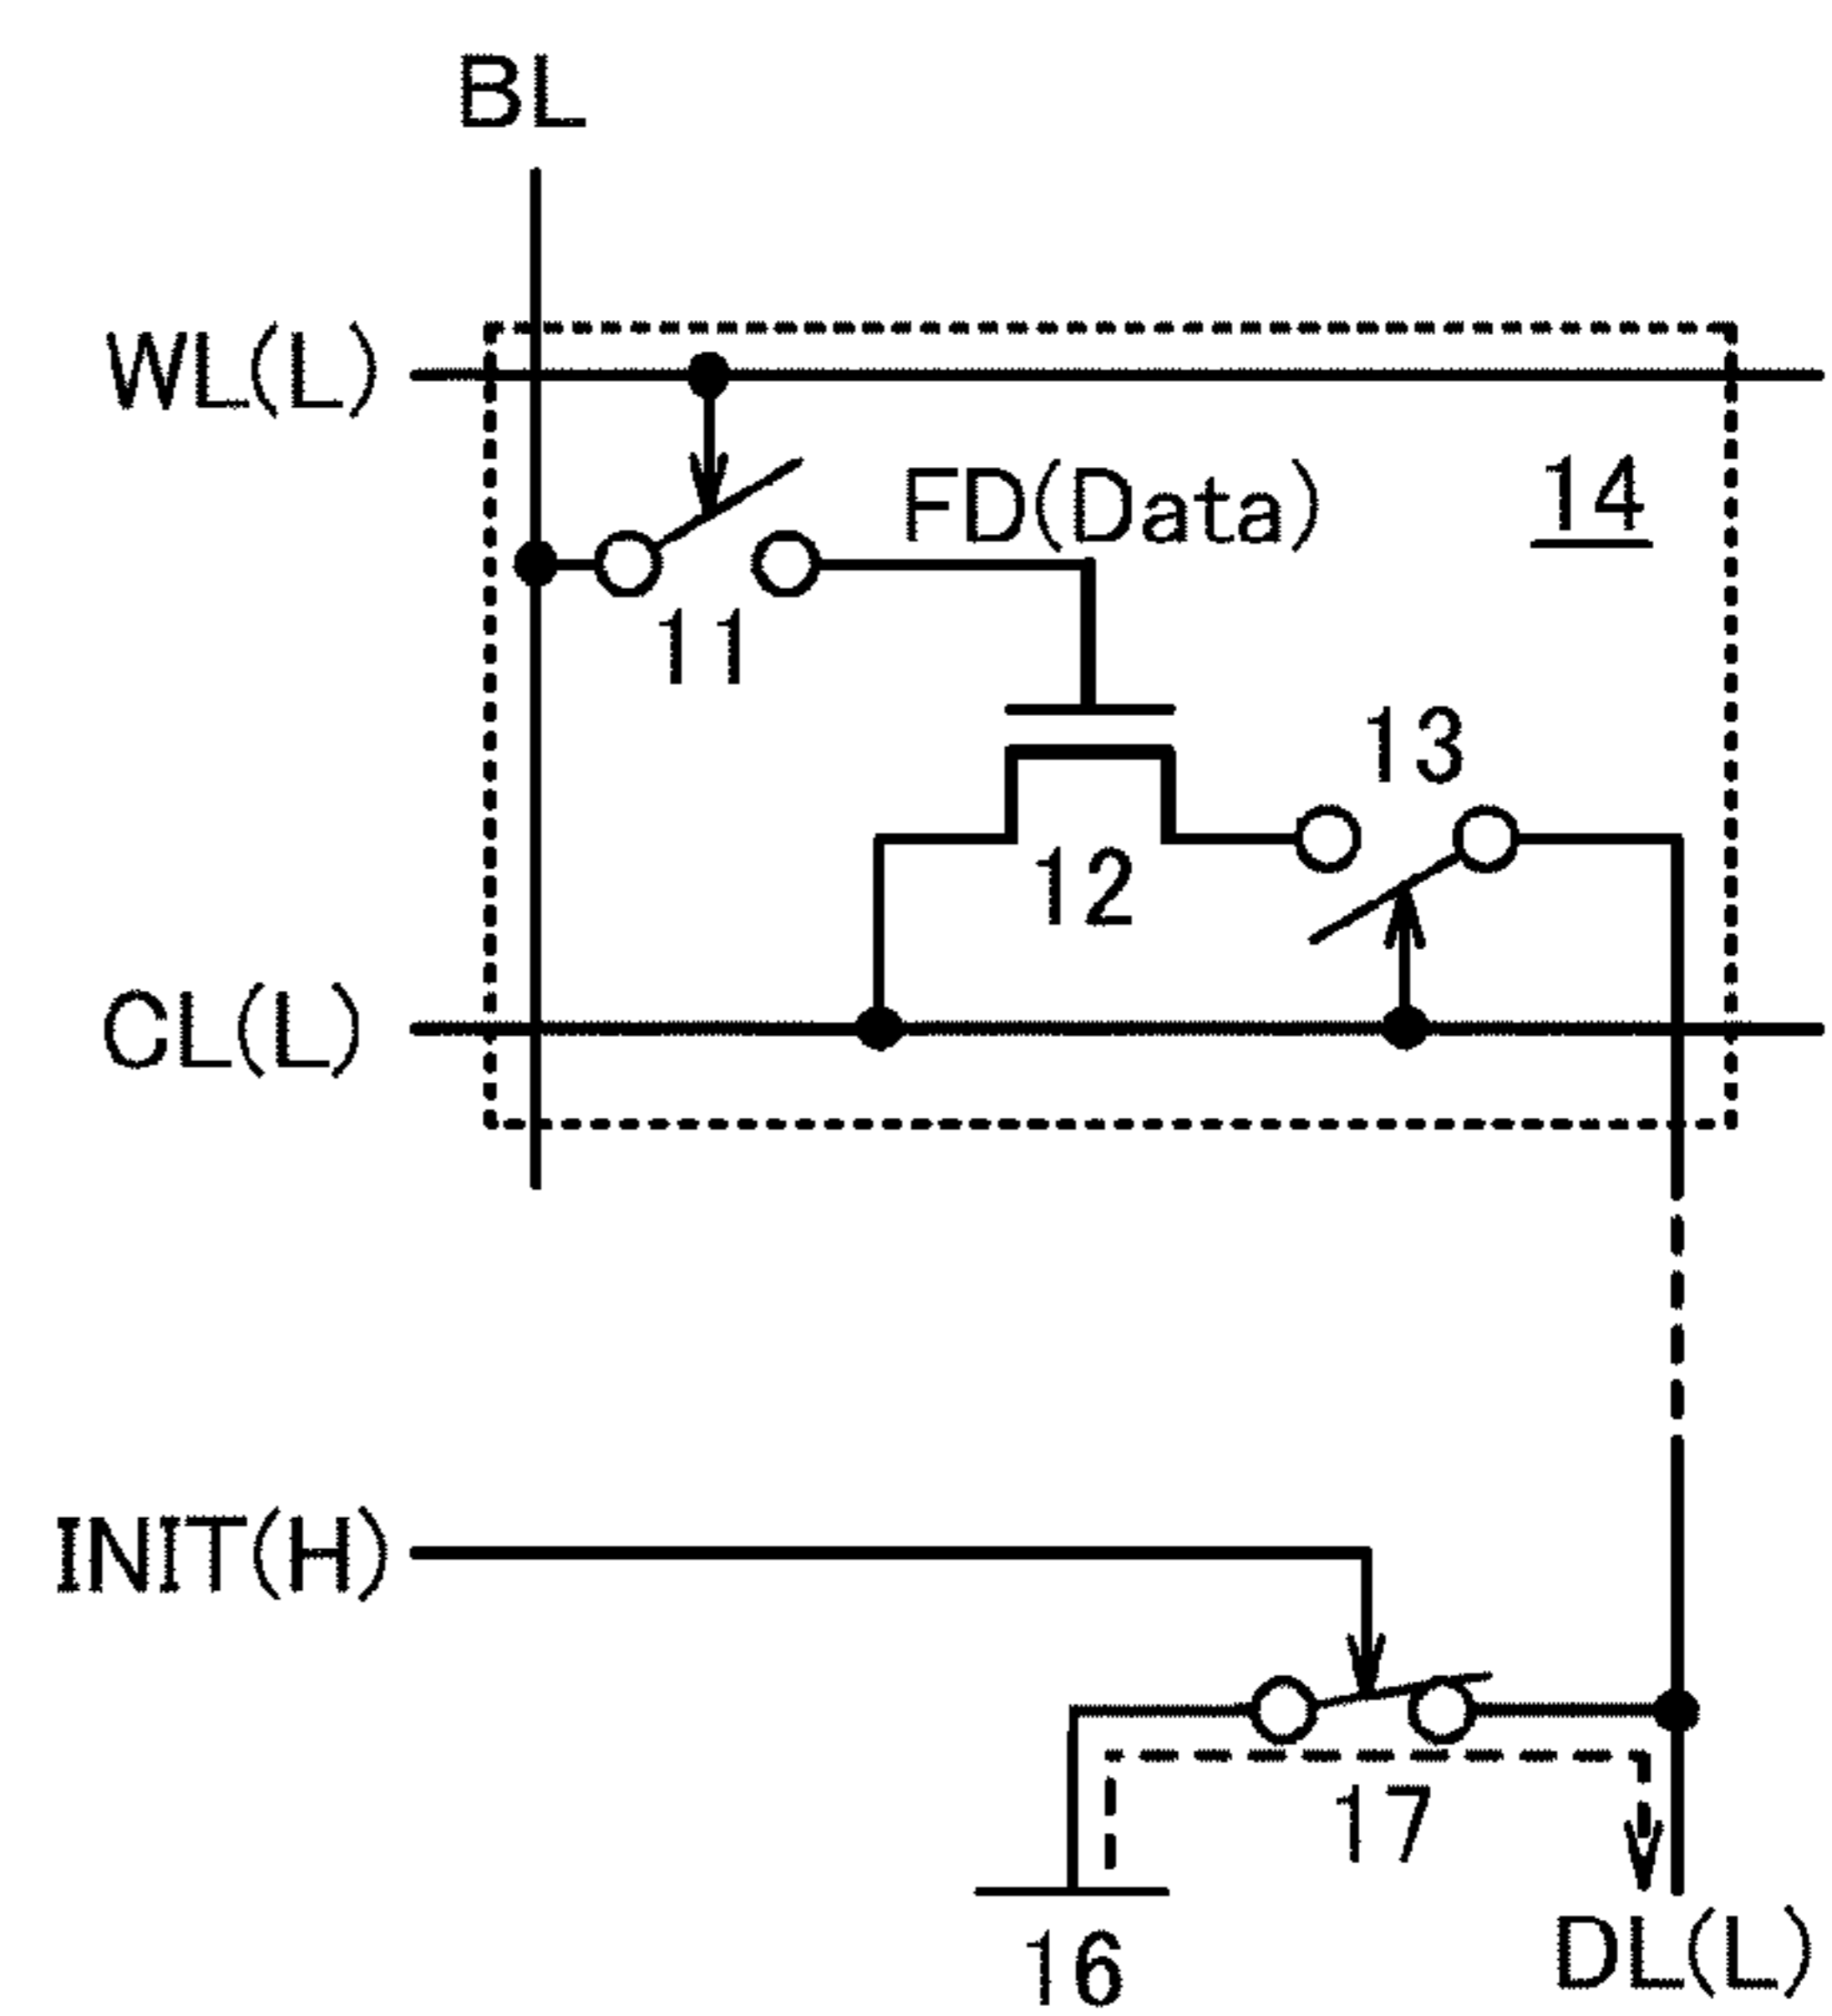 BL
WL(L)
FD(Data)
14
11
13
12
CL(L)
INIT(H)
17
16
DL(L)